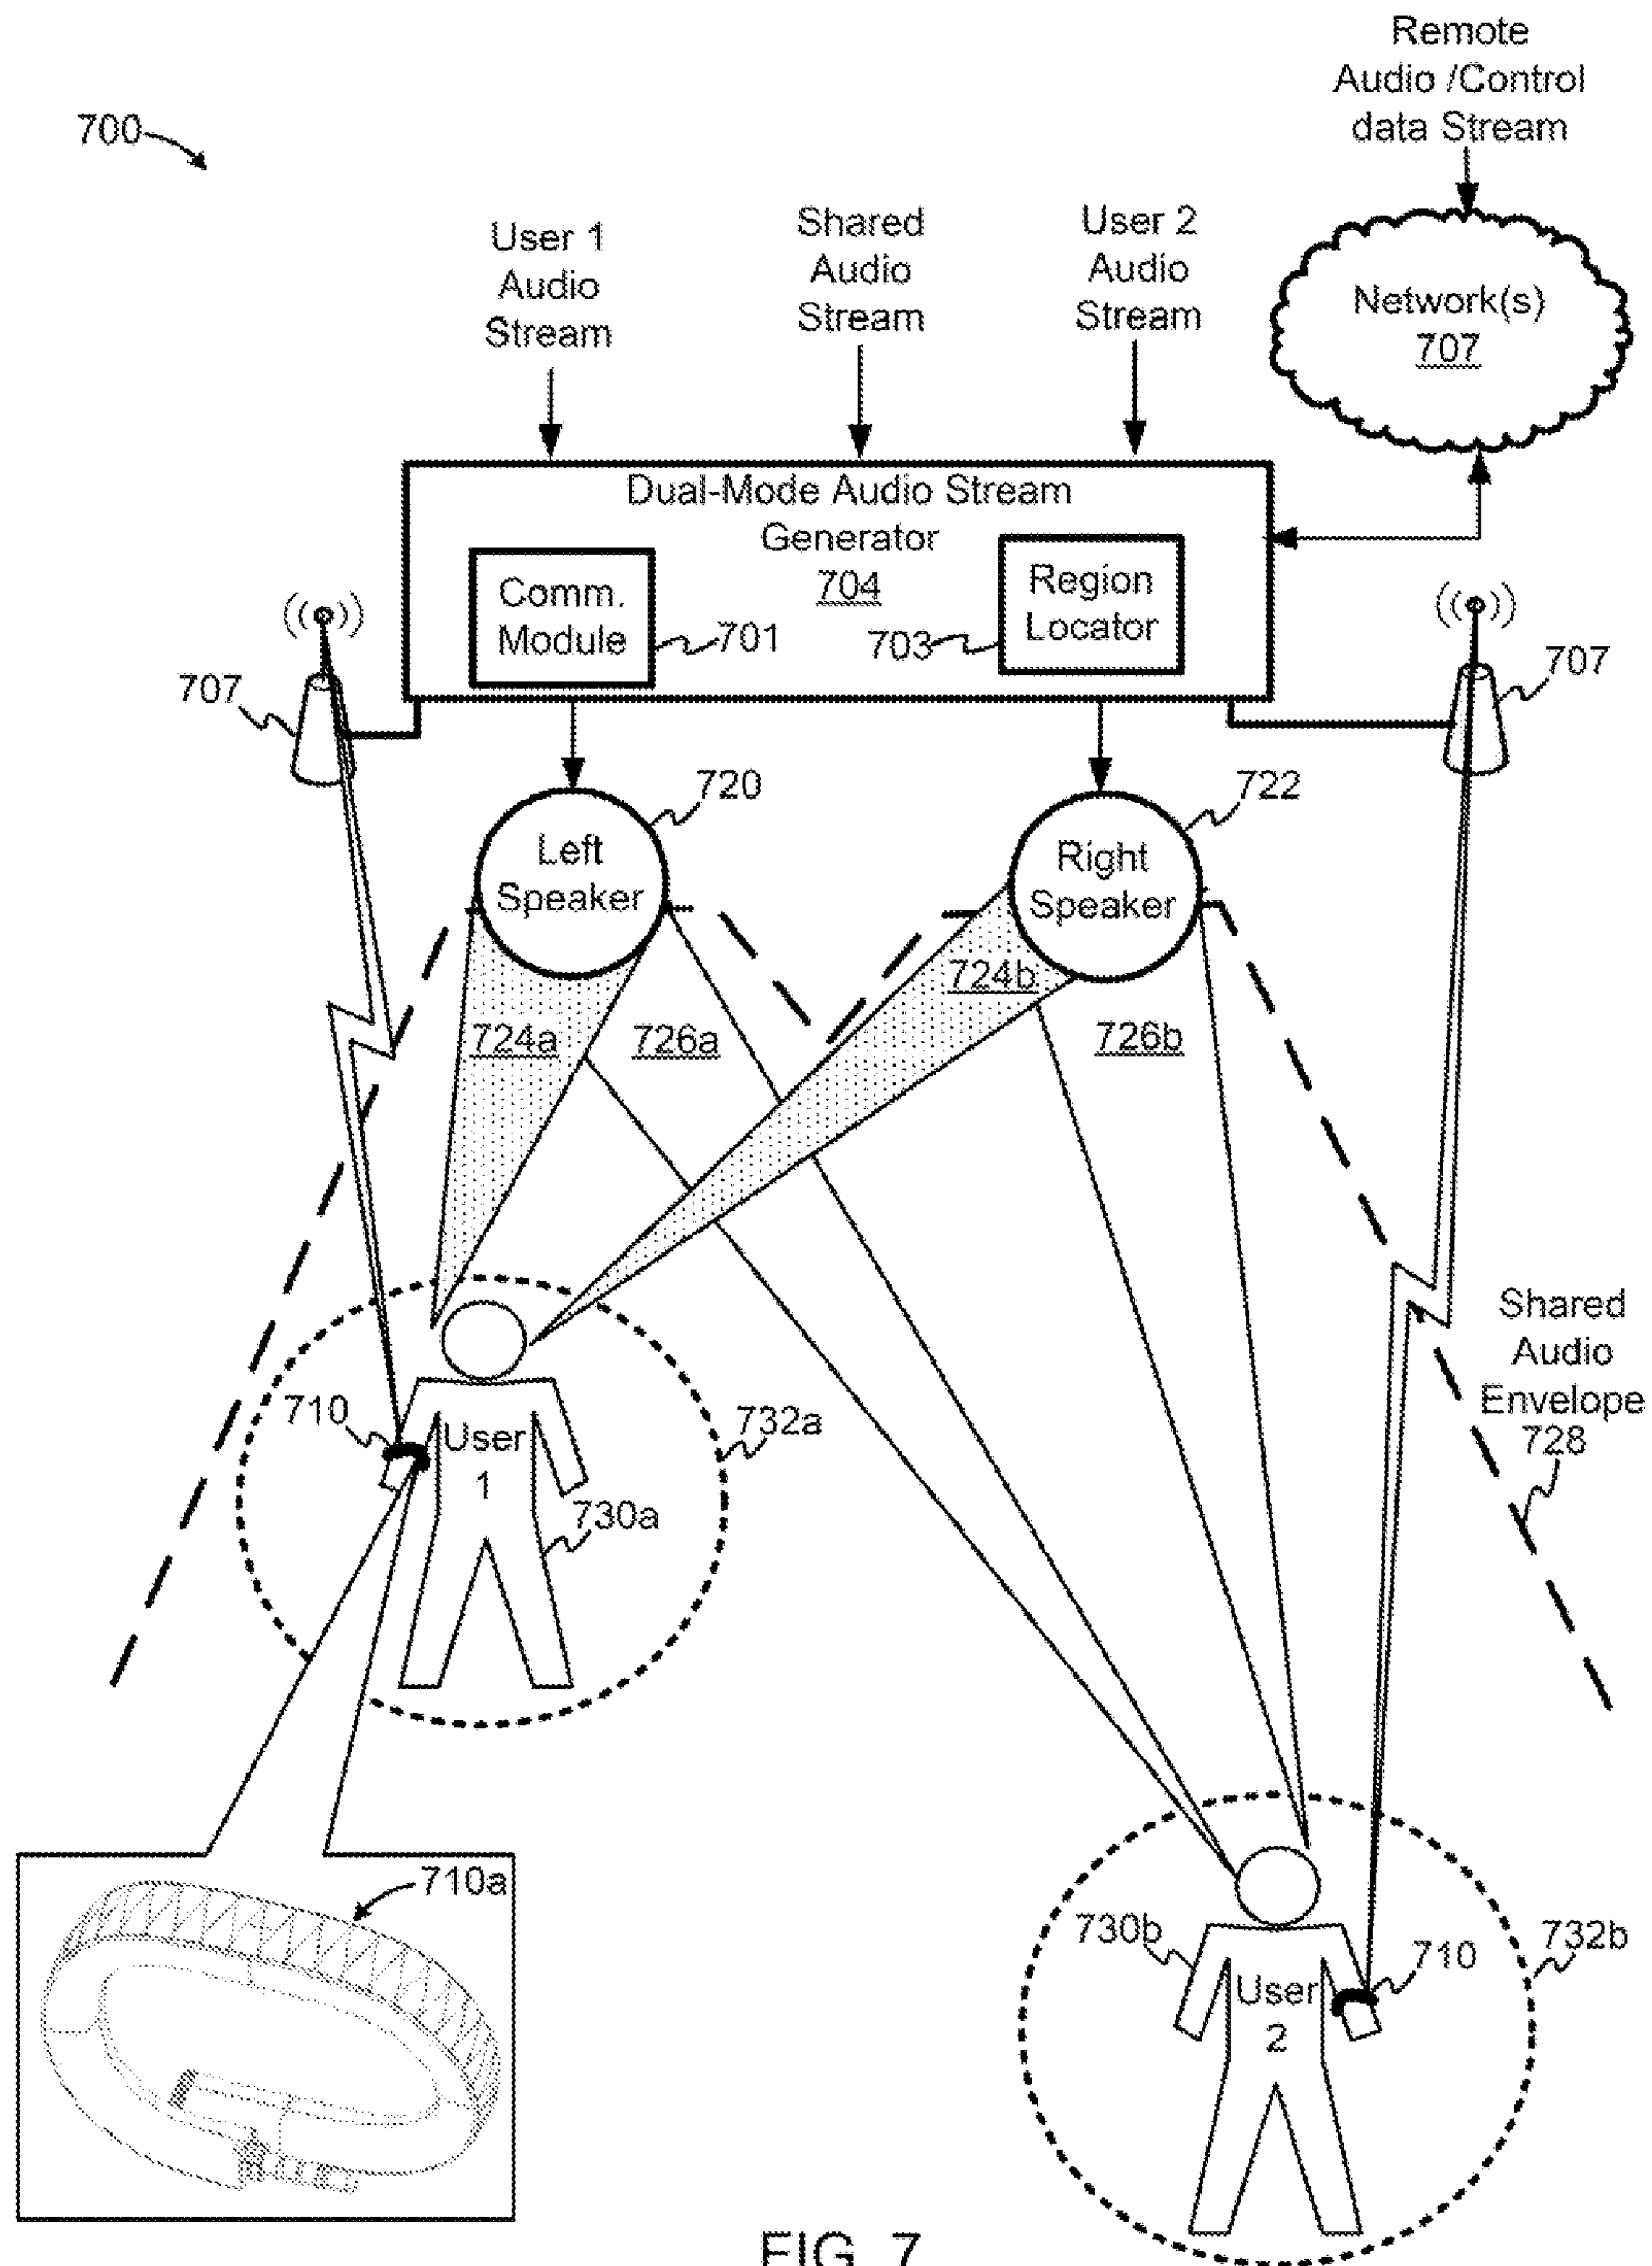 Remote
Audio /Control
data Stream
700
User 1
Audio
Stream
Shared
Audio
Stream
User 2
Audio
Stream
Network(s)
707
Dual-Mode Audio Stream
Generator
704
Comm.
Module
701
Region
Locator
703
707
707
720
722
Left
Speaker
Right
Speaker
724a
726a
724b
726b
Shared
Audio
Envelope
728
710
User
1
732a
730a
710a
730b
User
2
710
732b
FIG. 7